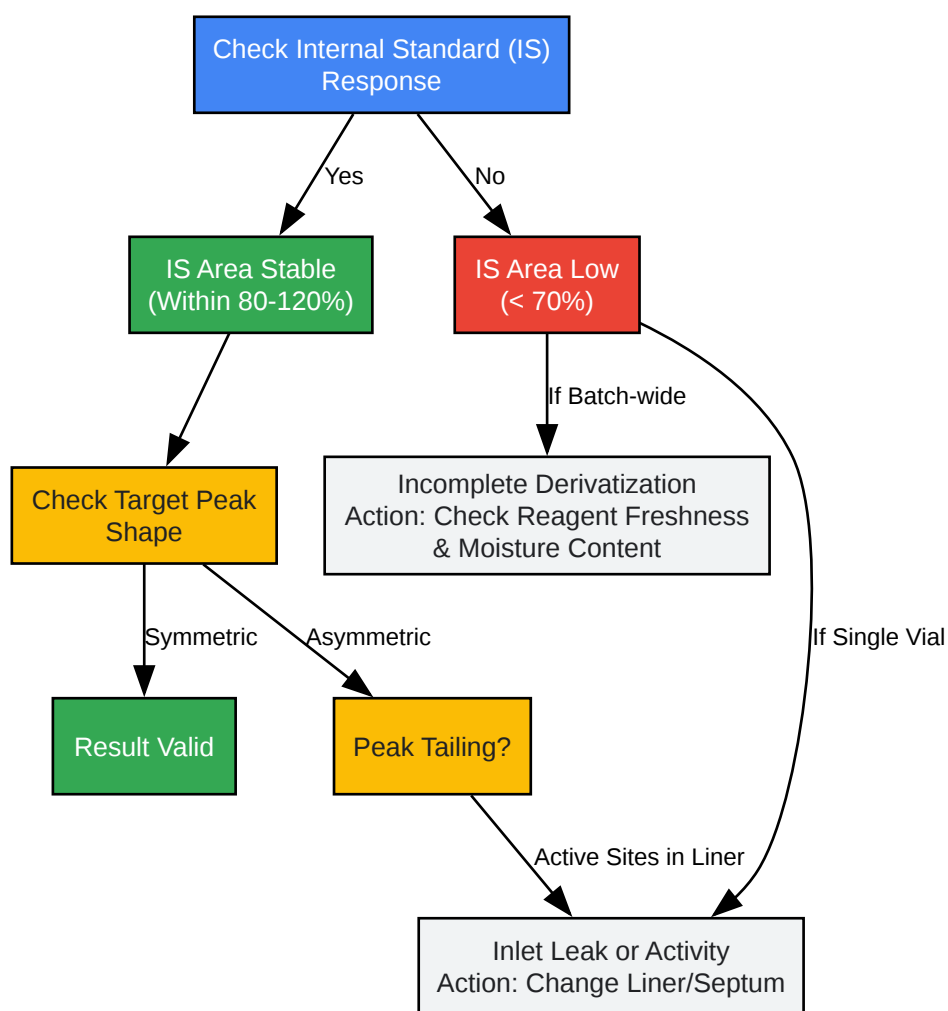 Check Internal Standard (IS)
Response
Yes
No
IS Area Stable
(Within 80-120%)
IS Area Low
(< 70%)
If Batch-wide
Check Target Peak
Shape
Incomplete Derivatization
Action: Check Reagent Freshness
& Moisture Content
Symmetric
Asymmetric
If Single Vial
Result Valid
Peak Tailing?
Active Sites in Liner
Inlet Leak or Activity
Action: Change Liner/Septum